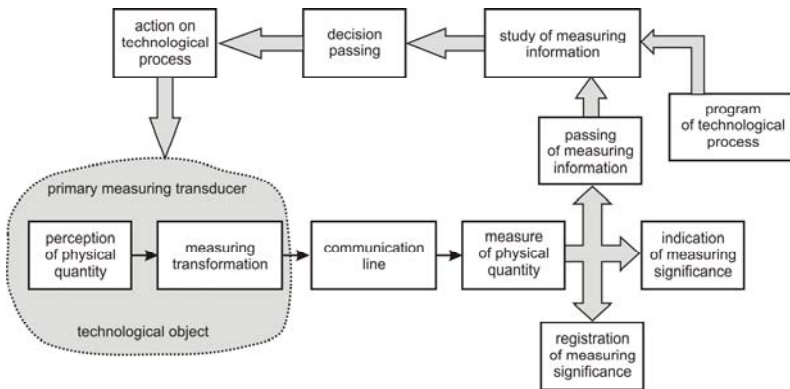 action on
technological
process
decision
passing
study of measuring
information
program
of technological
process
passing
of measuring
information
primary measuring transducer
perception
of physical
quantity
measuring
transformation
communication
line
measure
of physical
quantity
indication
of measuring
significance
technological object
registration
of measuring
significance